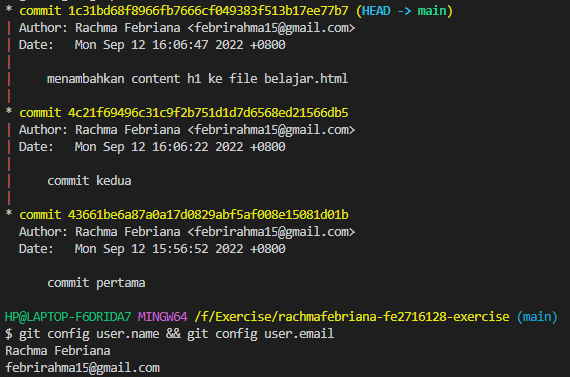 * commit 1c31bd68f8966fb7666cf049383f513b17ee77b7 (HEAD -> main)
| Author: Rachma Febriana <febrirahma15@gmail.com>
| Date:   Mon Sep 12 16:06:47 2022 +0800
|
|     menambahkan content h1 ke file belajar.html
|
* commit 4c21f69496c31c9f2b751d1d7d6568ed21566db5
| Author: Rachma Febriana <febrirahma15@gmail.com>
| Date:   Mon Sep 12 16:06:22 2022 +0800
|
|     commit kedua
|
* commit 43661be6a87a0a17d0829abf5af008e15081d01b
  Author: Rachma Febriana <febrirahma15@gmail.com>
  Date:   Mon Sep 12 15:56:52 2022 +0800
      commit pertama
HP@LAPTOP-F6DRIDA7 MINGW64 /f/Exercise/rachmafebriana-fe2716128-exercise (main)
$ git config user.name && git config user.email
Rachma Febriana
febrirahma15@gmail.com